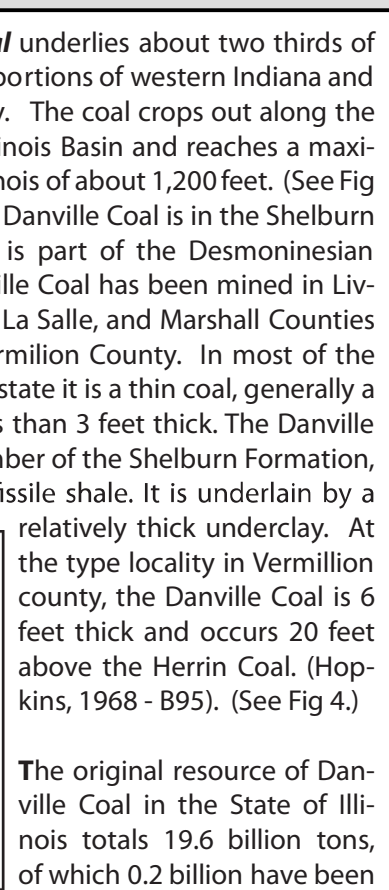 al underlies about two thirds of
portions of western Indiana and
y. The coal crops out along the
inois Basin and reaches a maxi-
nois of about 1,200 feet. (See Fig
Danville Coal is in the Shelburn
is part of the Desmoninesian
ille Coal has been mined in Liv-
La Salle, and Marshall Counties
rmilion County. In most of the
state it is a thin coal, generally a
s than 3 feet thick. The Danville
mber of the Shelburn Formation,
fissile shale. It is underlain by a
relatively thick underclay. At
the type locality in Vermillion
county, the Danville Coal is 6
feet thick and occurs 20 feet
above the Herrin Coal. (Hop-
kins, 1968 - B95). (See Fig 4.)
The original resource of Dan-
ville Coal in the State of Illi-
nois totals 19.6 billion tons,
of which 0.2 billion have been